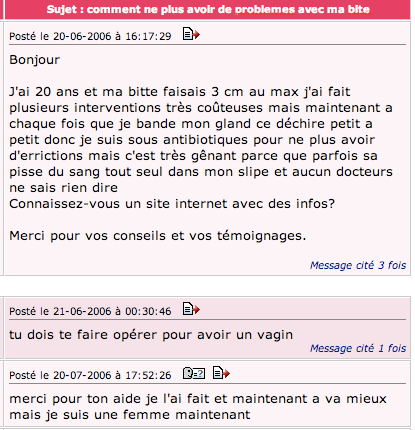 Sujet : comment ne plus avoir de problemes avec ma bite
Posté le 20-06-2006 à 16:17:29
Bonjour
J'ai 20 ans et ma bitte faisais 3 cm au max j'ai fait
plusieurs interventions très coûteuses mais maintenant a
chaque fois que je bande mon gland ce déchire petit a
petit donc je suis sous antibiotiques pour ne plus avoir
d'errictions mais c'est très gênant parce que parfois sa
pisse du sang tout seul dans mon slipe et aucun docteurs
ne sais rien dire
Connaissez-vous un site internet avec des infos?
Merci pour vos conseils et vos témoignages.
Message cité 3 fois
Posté le 21-06-2006 à 00:30:46
tu dois te faire opérer pour avoir un vagin
Message cité 1 fois
Posté le 20-07-2006 à 17:52:26
merci pour ton aide je l'ai fait et maintenant a va mieux
mais je suis une femme maintenant